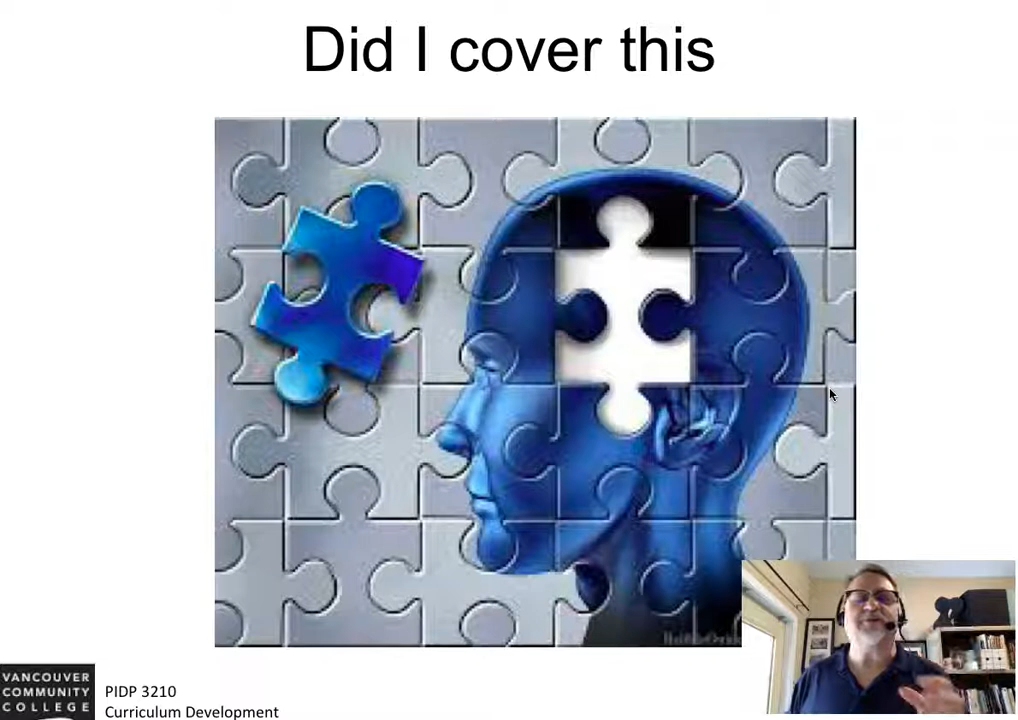 Did I cover this
VANCOUVER
COMMUNITY
COLLEGE
PIDP 3210
Curriculum Development